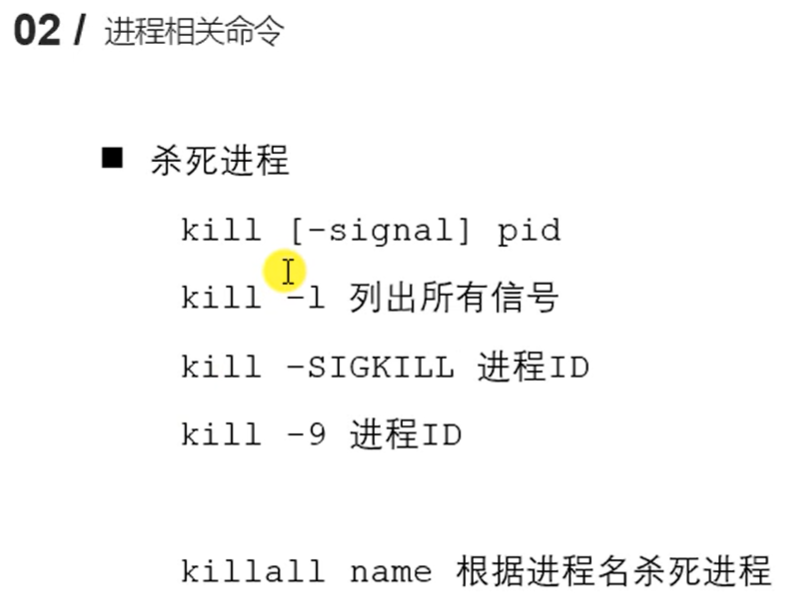 02 / 进程相关命令
■ 杀死进程
kill [-signal] pid
kill -l 列出所有信号
kill -SIGKILL 进程ID
kill -9 进程ID
killall name 根据进程名杀死进程